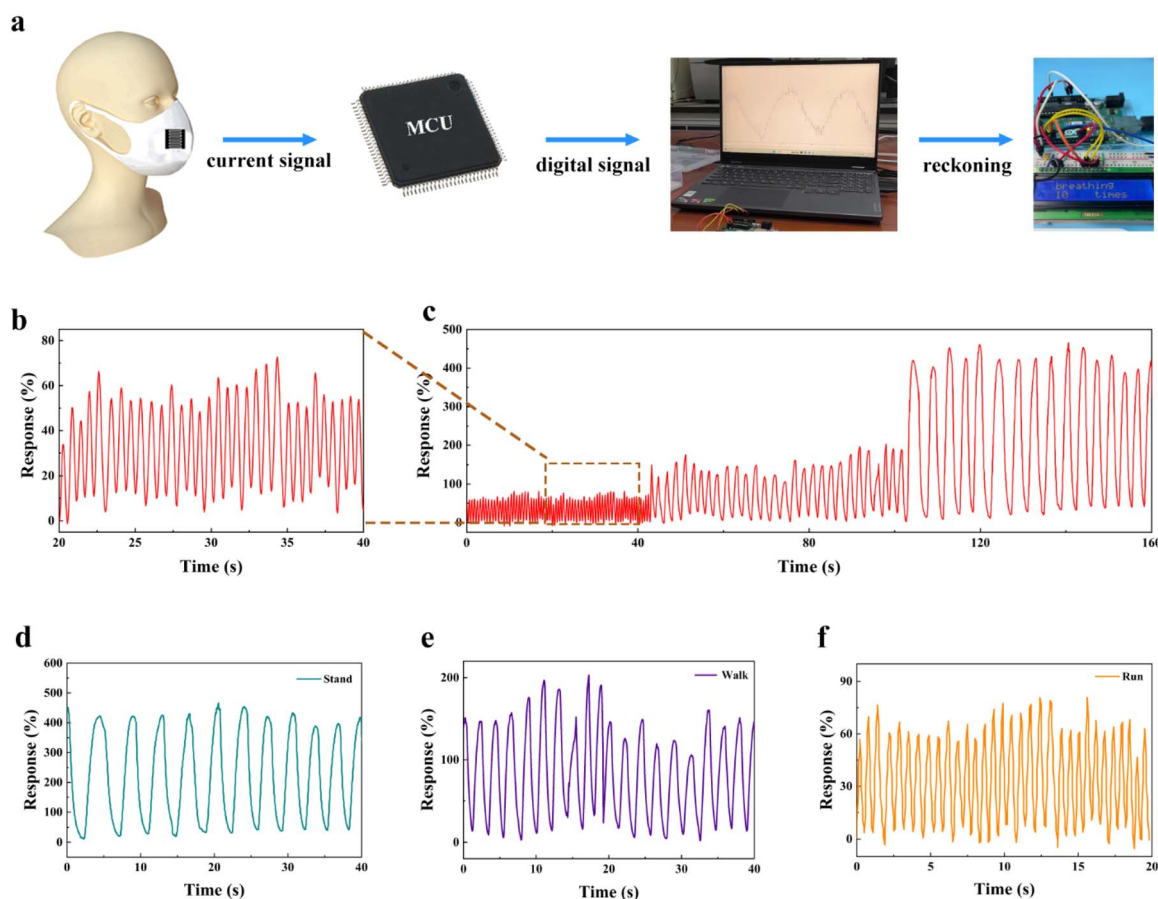 a
MCU
current signal
digital signal
reckoning
breathing
10 times
b
80
60
40
20
0
Response (%)
20 25 30 35 40
Time (s)
c
500
400
300
200
100
0
Response (%)
0 40 80 120 160
Time (s)
d
600
500
400
300
200
100
0
Response (%)
Stand
0 10 20 30 40
Time (s)
e
200
100
0
Response (%)
Walk
0 10 20 30 40
Time (s)
f
90
60
30
0
Response (%)
Run
0 5 10 15 20
Time (s)